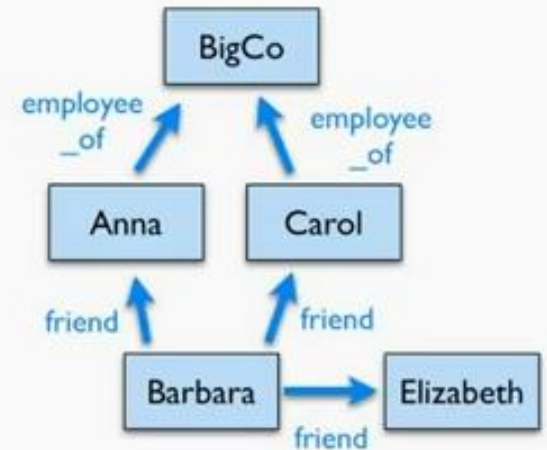 BigCo
employee
_of
employee
_of
Anna
Carol
friend
friend
Barbara
Elizabeth
friend